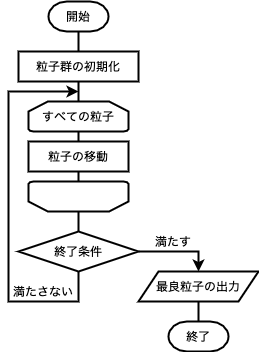 開始
粒子群の初期化
すべての粒子
粒子の移動
終了条件
満たす
満たさない
最良粒子の出力
終了